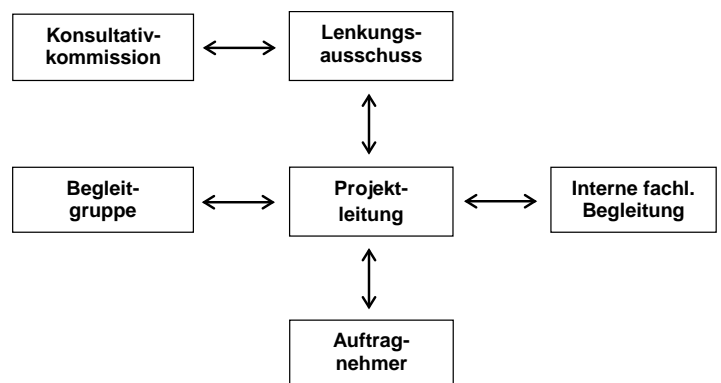 Konsultativ-
kommission
Lenkungs-
ausschuss
Begleit-
gruppe
Projekt-
leitung
Interne fachl.
Begleitung
Auftrag-
nehmer